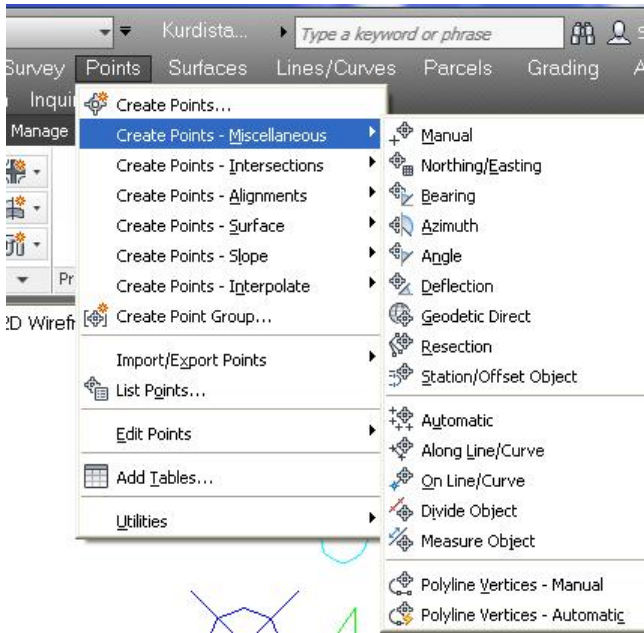 Kurdista... Type a keyword or phrase
Survey Points Surfaces Lines/Curves Parcels Grading
Inqui
Manage
Pr
2D Wirefr
Create Points...
Create Points - Miscellaneous
Create Points - Intersections
Create Points - Alignments
Create Points - Surface
Create Points - Slope
Create Points - Interpolate
Create Point Group...
Import/Export Points
List Points...
Edit Points
Add Tables...
Utilities
Manual
Northing/Easting
Bearing
Azimuth
Angle
Deflection
Geodetic Direct
Resection
Station/Offset Object
Automatic
Along Line/Curve
On Line/Curve
Divide Object
Measure Object
Polyline Vertices - Manual
Polyline Vertices - Automatic